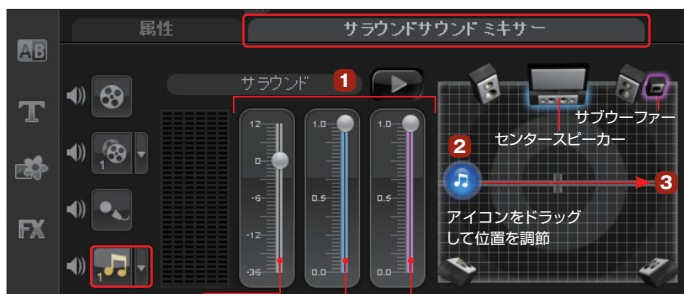 属性
サラウンドサウンド ミキサー
AB
T
FX
サラウンド
1
12
0
-6
-12
-36
1.0
0.5
0.0
1.0
0.5
0.0
サブウーファー
センタースピーカー
2
3
アイコンをドラッグ
して位置を調節
1
1